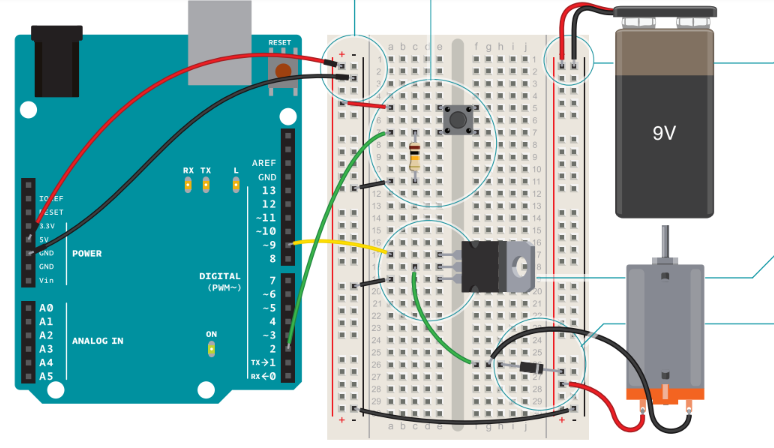 RESET
+ -
+ -
a b c d e
f g h i j
9V
RX TX L
AREF
GND
13
12
~11
~10
~9
8
IOREF
RESET
3.3V
5V
GND
GND
Vin
POWER
DIGITAL
(PWM~)
7
~6
~5
4
~3
2
TX→1
RX←0
A0
A1
A2
A3
A4
A5
ANALOG IN
ON
+ -
+ -